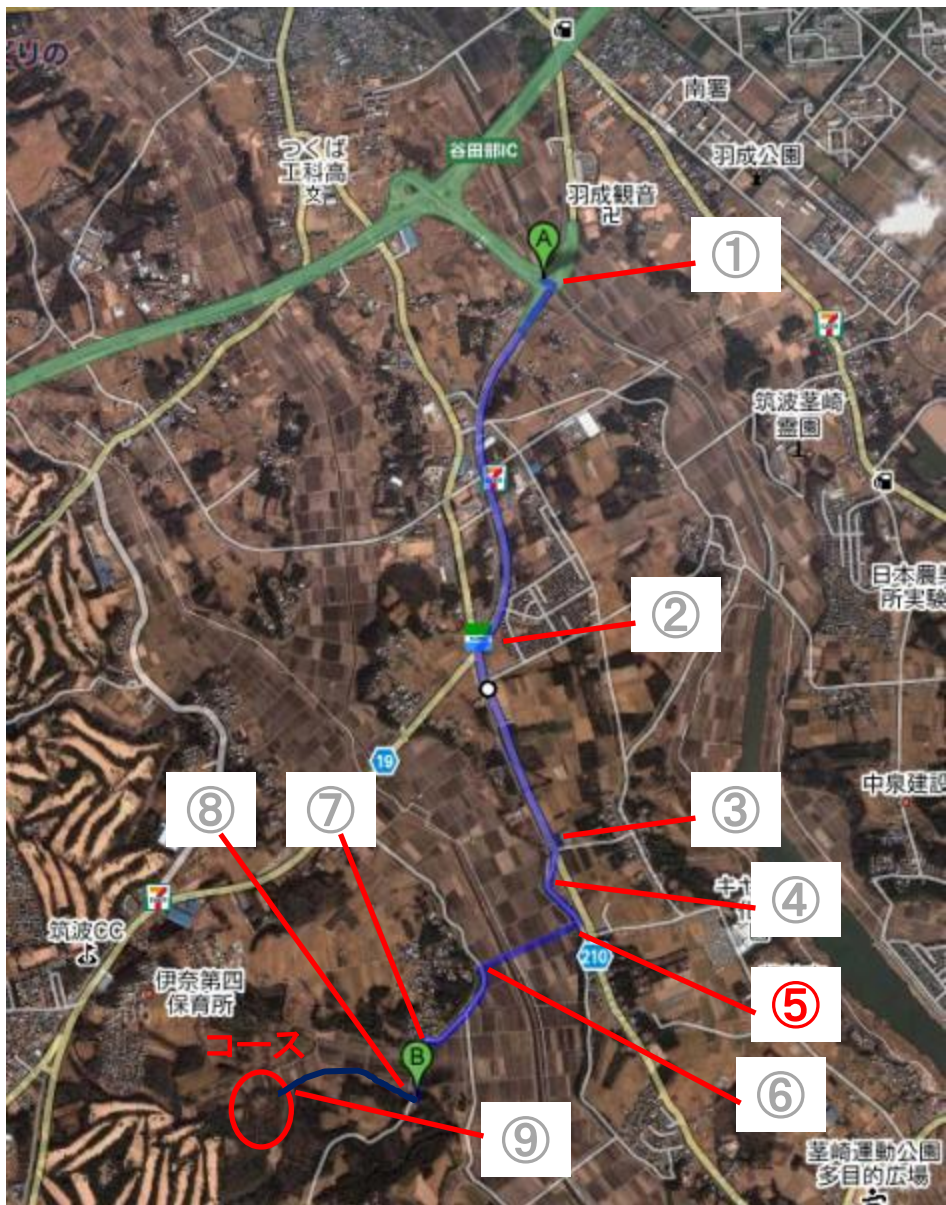 りの
南署
つくば
工科高
文
谷田部IC
羽成公園
羽成観音
卍
A
①
筑波茎崎
霊園
②
日本農業
所実験
19
⑧
⑦
③
中泉建設
④
筑波CC
210
伊奈第四
保育所
⑤
コース
B
⑥
⑨
茎崎運動公園
多目的広場